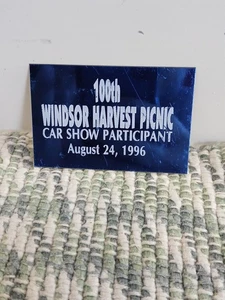 100th
WINDSOR HARVEST PICNIC
CAR SHOW PARTICIPANT
August 24, 1996